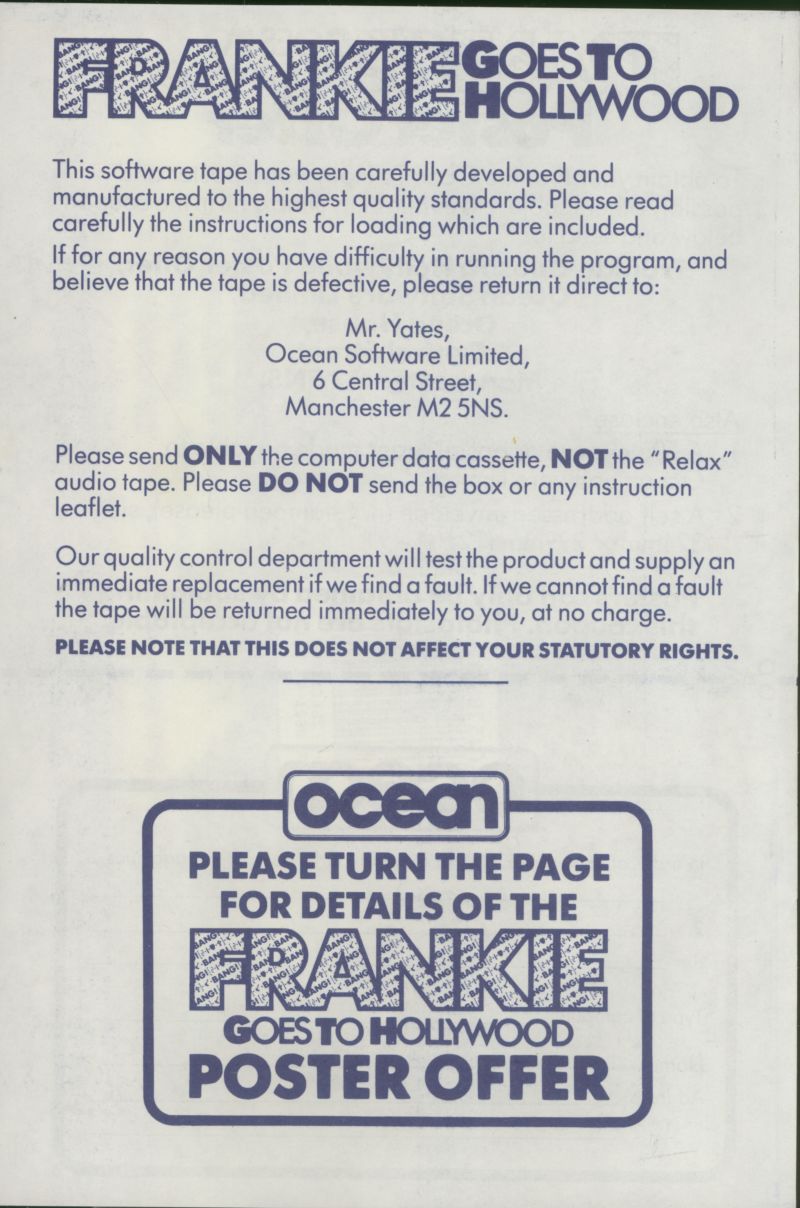 FRANKIE GOES TO HOLLYWOOD
This software tape has been carefully developed and
manufactured to the highest quality standards. Please read
carefully the instructions for loading which are included.
If for any reason you have difficulty in running the program, and
believe that the tape is defective, please return it direct to:
Mr. Yates,
Ocean Software Limited,
6 Central Street,
Manchester M2 5NS.
Please send ONLY the computer data cassette, NOT the "Relax"
audio tape. Please DO NOT send the box or any instruction
leaflet.
Our quality control department will test the product and supply an
immediate replacement if we find a fault. If we cannot find a fault
the tape will be returned immediately to you, at no charge.
PLEASE NOTE THAT THIS DOES NOT AFFECT YOUR STATUTORY RIGHTS.
ocean
PLEASE TURN THE PAGE
FOR DETAILS OF THE
FRANKIE
GOES TO HOLLYWOOD
POSTER OFFER